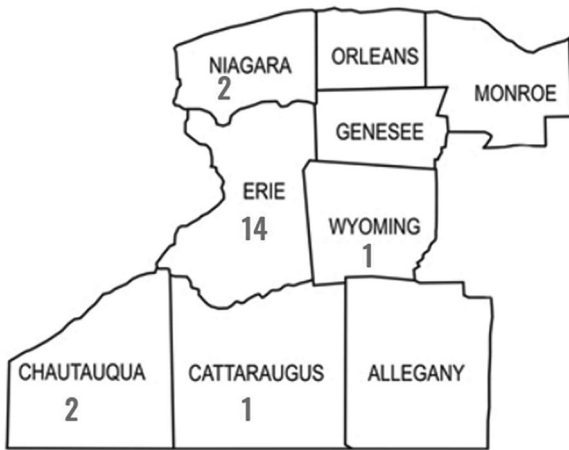 ORLEANS
NIAGARA
2
MONROE
GENESEE
ERIE
14
WYOMING
1
CHAUTAUQUA
2
CATTARAUGUS
1
ALLEGANY